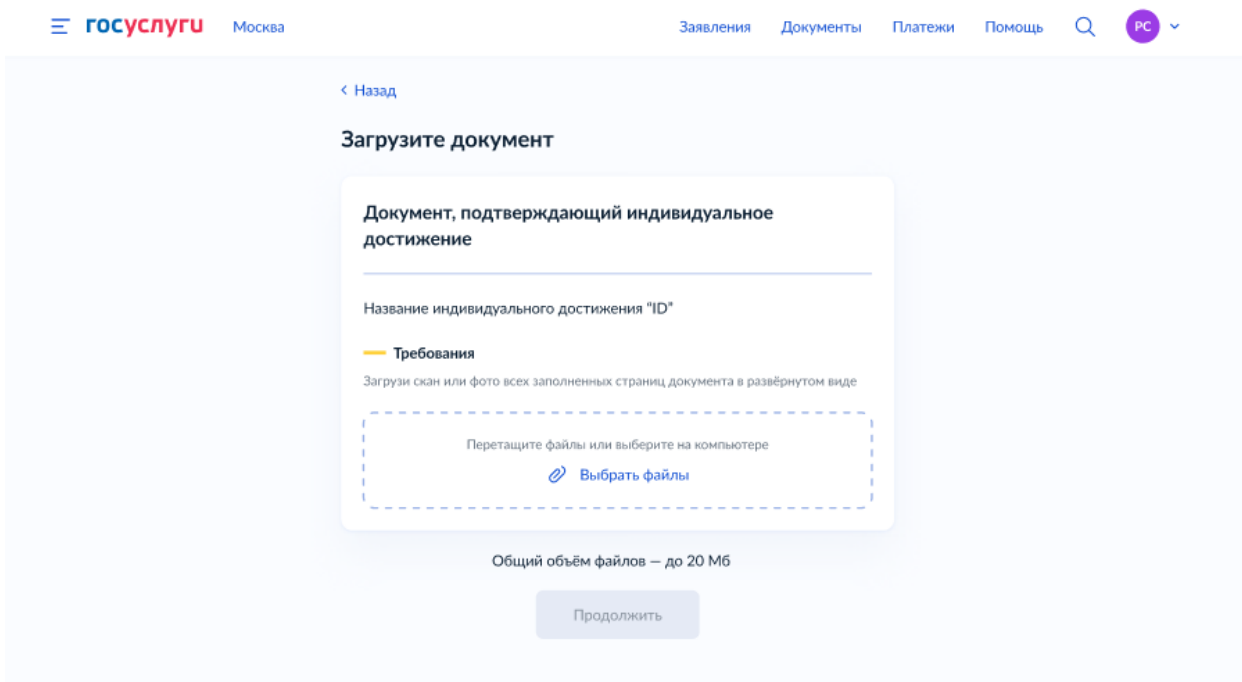 госуслуги Москва Заявления Документы Платежи Помощь РС
Назад
Загрузите документ
Документ, подтверждающий индивидуальное
достижение
Название индивидуального достижения “ID”
Требования
Загрузи скан или фото всех заполненных страниц документа в развёрнутом виде
Перетащите файлы или выберите на компьютере
Выбрать файлы
Общий объём файлов — до 20 Мб
Продолжить